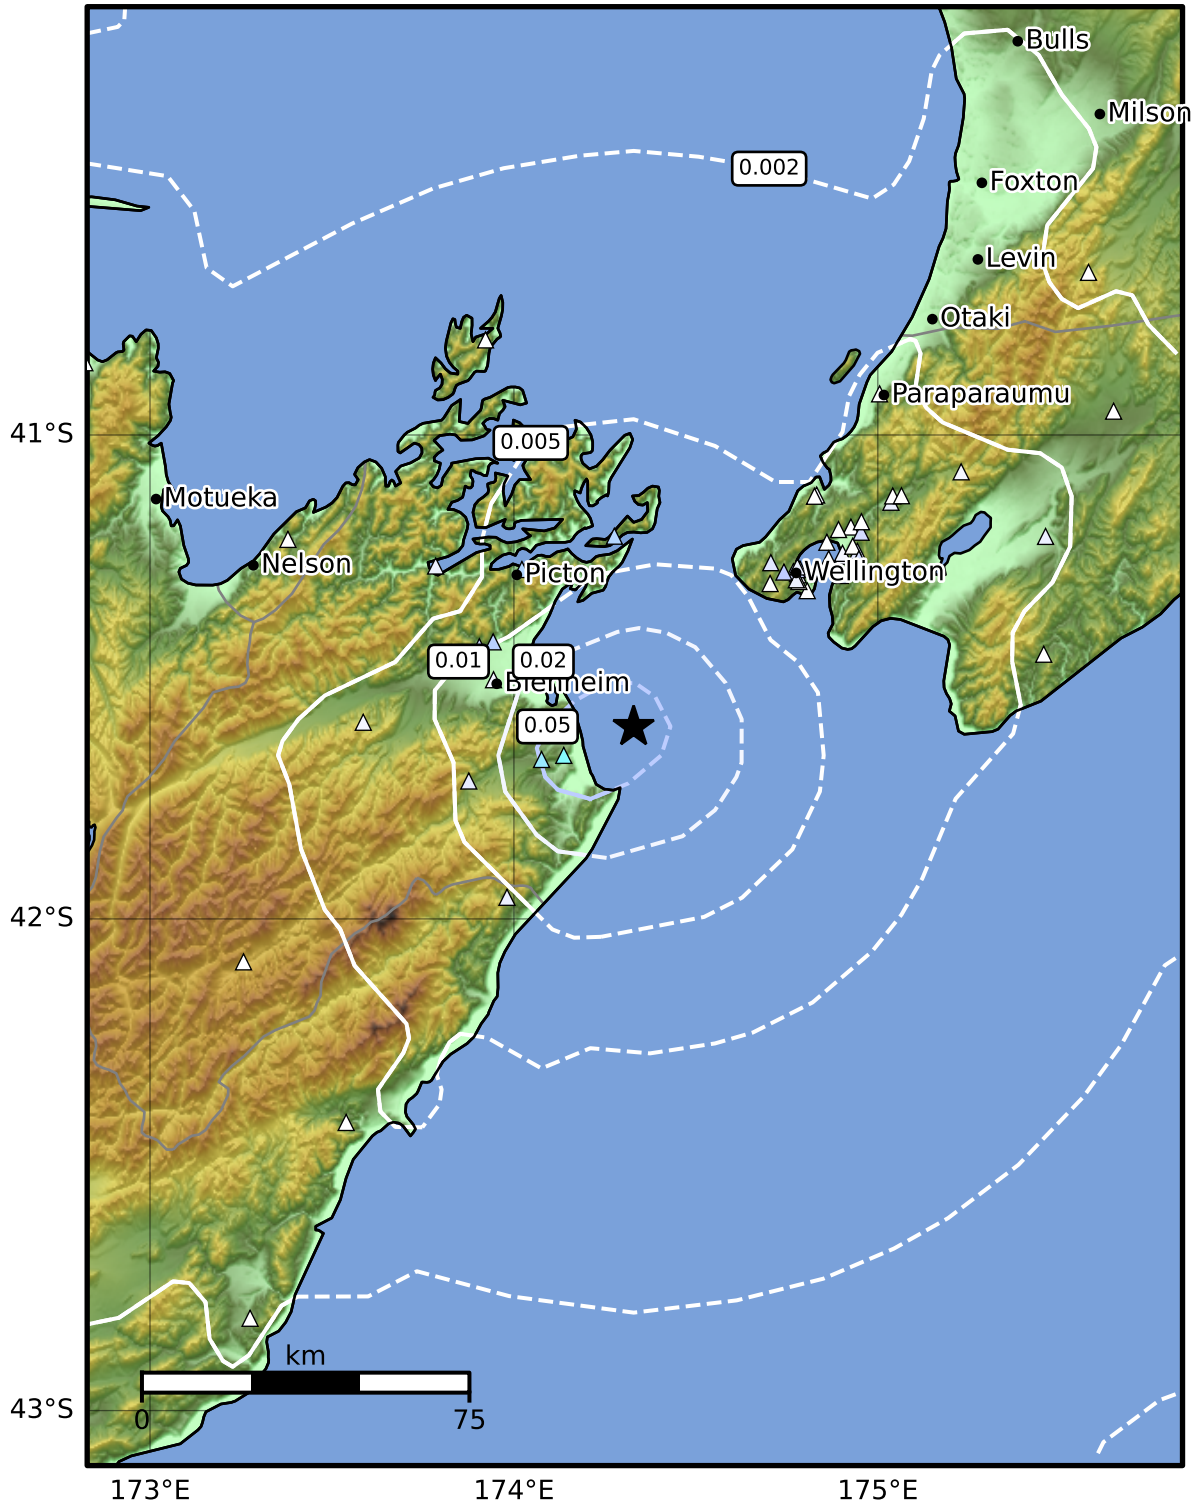 Bulls
Milson
0.002
Foxton
Levin
Otaki
Paraparaumu
41°S
0.005
Motueka
Nelson
Picton
Wellington
0.01
0.02
Blenheim
0.05
42°S
km
0
75
43°S
173°E
174°E
175°E